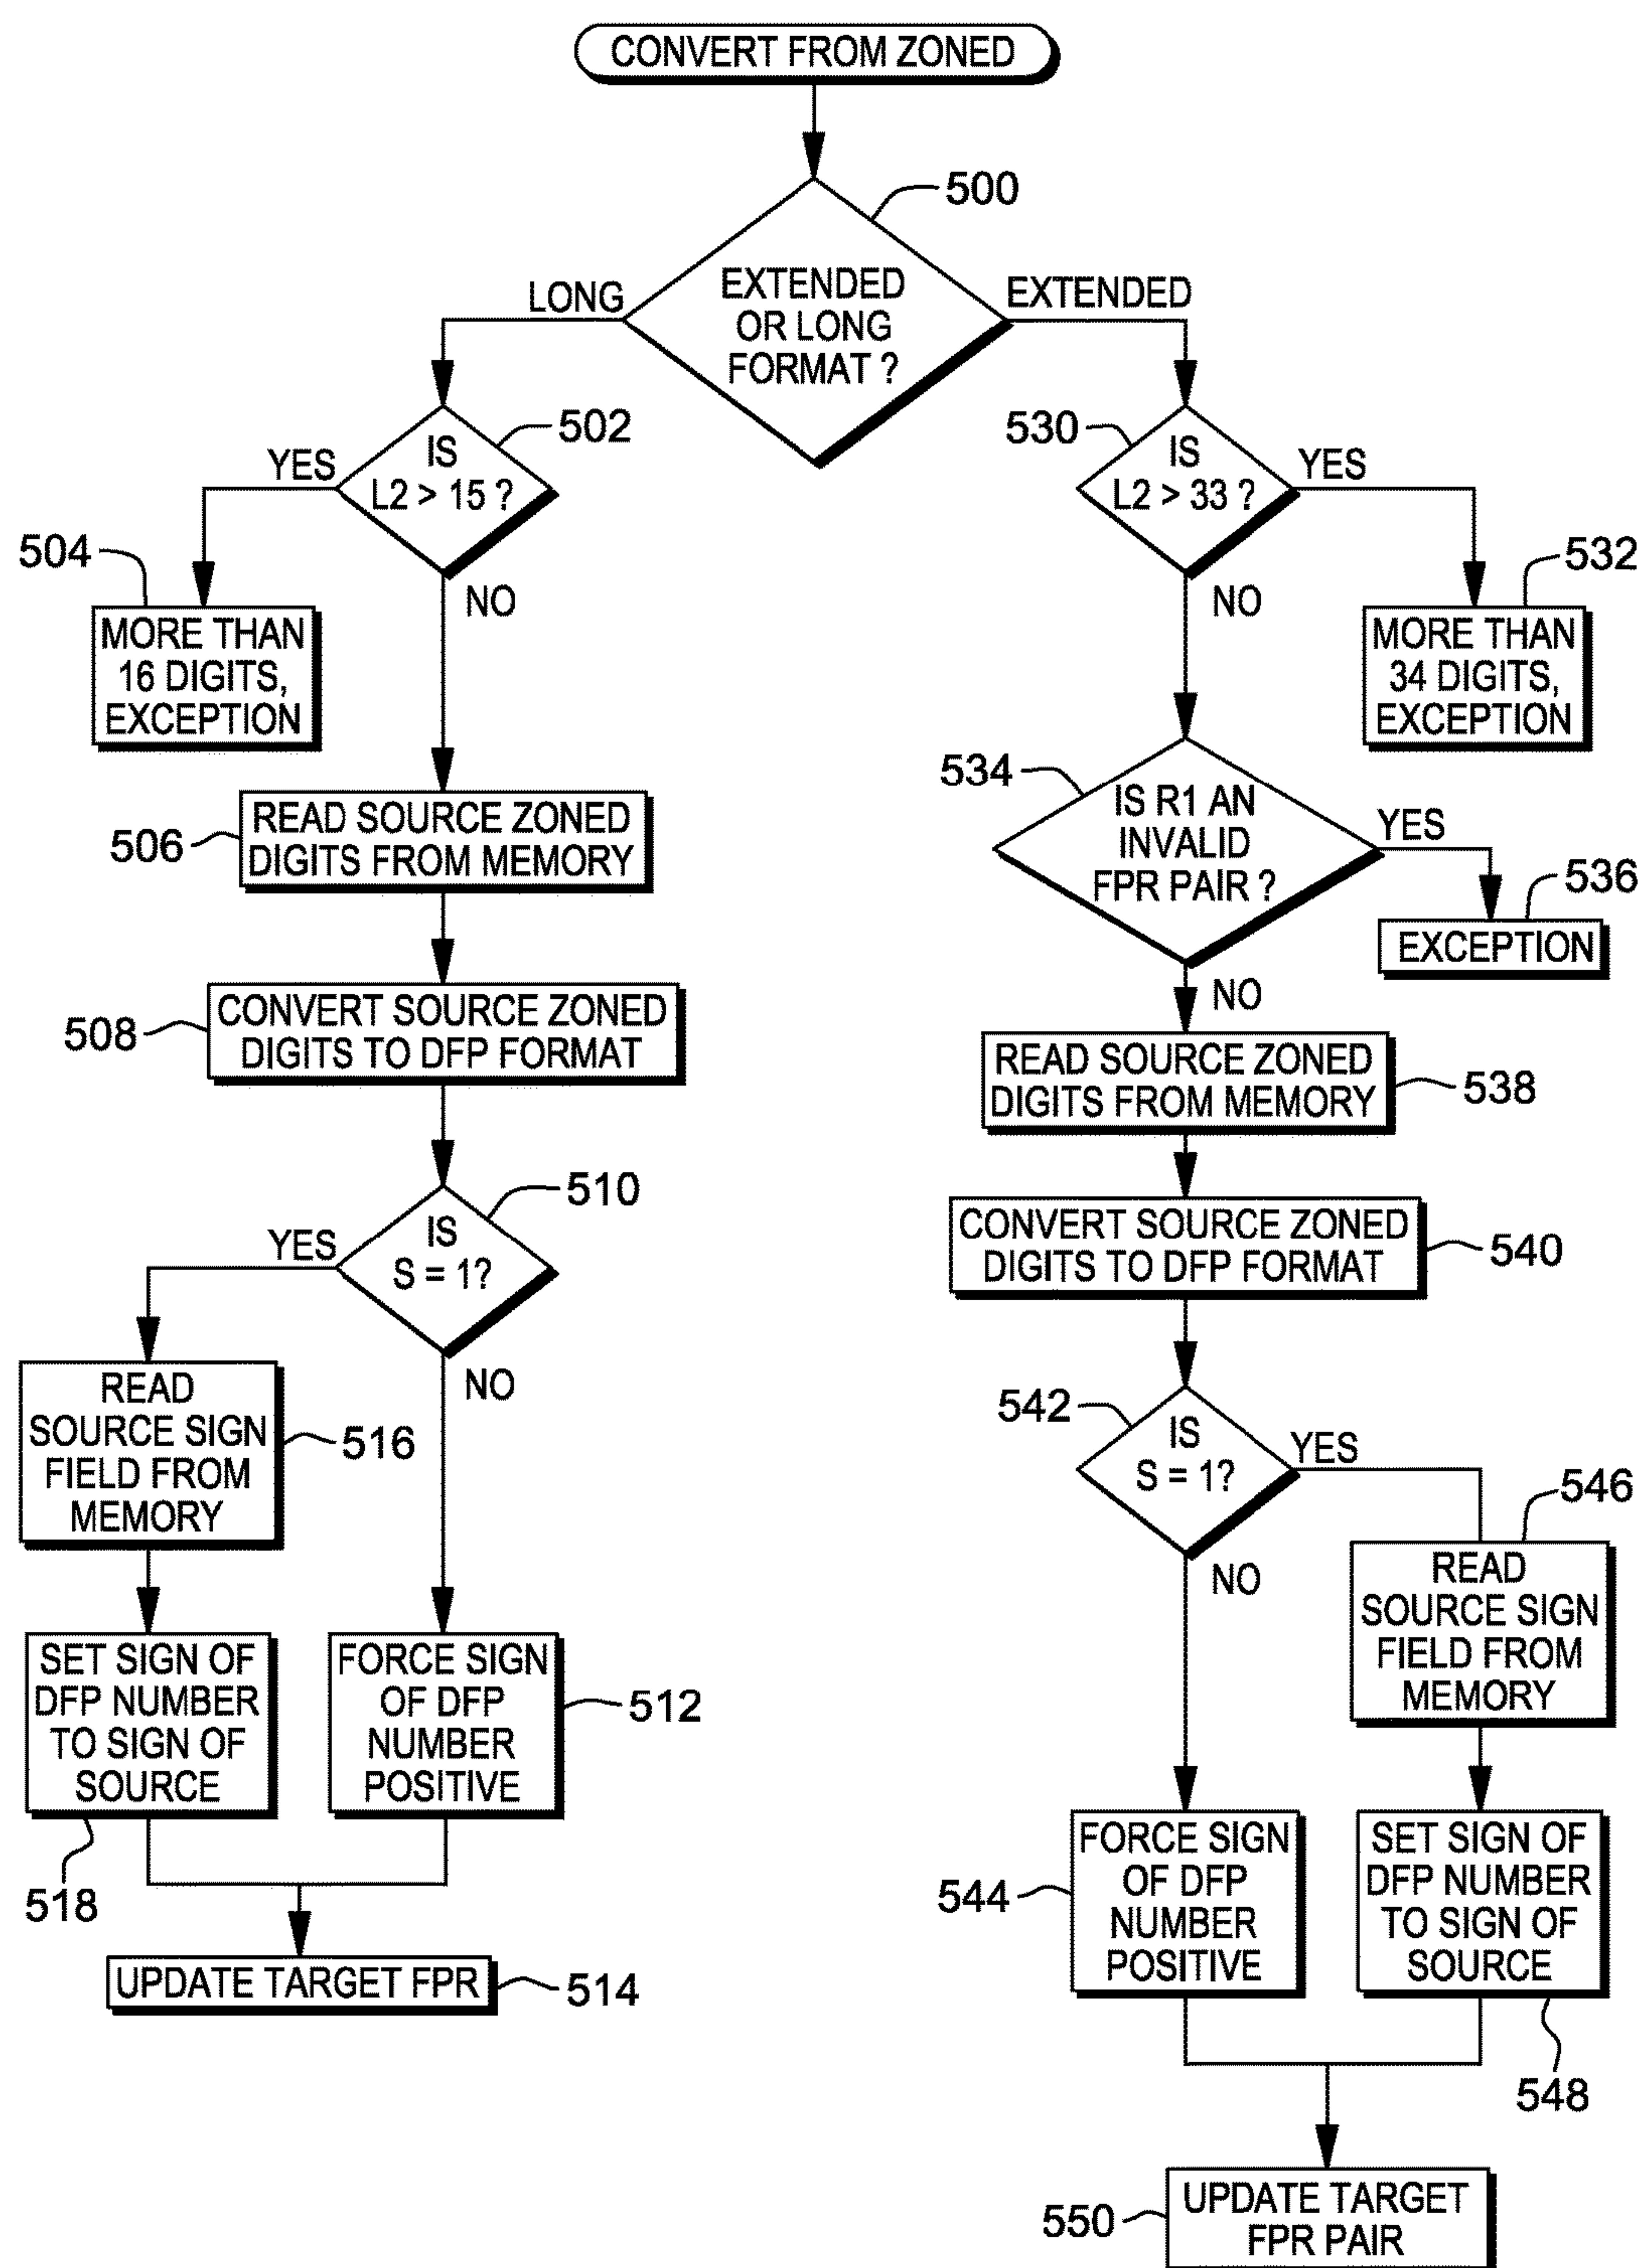 CONVERT FROM ZONED
500
EXTENDED
OR LONG
FORMAT ?
LONG
EXTENDED
502
IS
L2 > 15 ?
YES
NO
504
MORE THAN
16 DIGITS,
EXCEPTION
506
READ SOURCE ZONED
DIGITS FROM MEMORY
508
CONVERT SOURCE ZONED
DIGITS TO DFP FORMAT
510
IS
S = 1?
YES
NO
READ
SOURCE SIGN
FIELD FROM
MEMORY
516
SET SIGN OF
DFP NUMBER
TO SIGN OF
SOURCE
518
FORCE SIGN
OF DFP
NUMBER
POSITIVE
512
UPDATE TARGET FPR
514
530
IS
L2 > 33 ?
YES
NO
532
MORE THAN
34 DIGITS,
EXCEPTION
534
IS R1 AN
INVALID
FPR PAIR ?
YES
NO
536
EXCEPTION
READ SOURCE ZONED
DIGITS FROM MEMORY
538
CONVERT SOURCE ZONED
DIGITS TO DFP FORMAT
540
542
IS
S = 1?
YES
NO
546
READ
SOURCE SIGN
FIELD FROM
MEMORY
544
FORCE SIGN
OF DFP
NUMBER
POSITIVE
SET SIGN OF
DFP NUMBER
TO SIGN OF
SOURCE
548
550
UPDATE TARGET
FPR PAIR